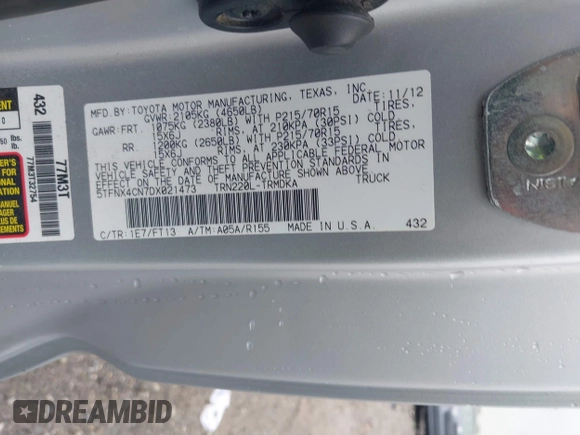 MFD.BY:TOYOTA MOTOR MANUFACTURING, TEXAS, INC. DATE:11/12
GVWR:2105KG (4650LB)
GAWR:FRT. 1075KG (2380LB) WITH P215/70R15 TIRES,
15X6J RIMS, AT 210KPA (30PSI) COLD
RR. 1200KG (2650LB) WITH P215/70R15 TIRES,
15X6J RIMS, AT 230KPA (33PSI) COLD
THIS VEHICLE CONFORMS TO ALL APPLICABLE FEDERAL MOTOR
VEHICLE SAFETY STANDARDS IN
EFFECT ON THE DATE OF MANUFACTURE SHOWN ABOVE.
5TFNX4CN7DX021473 TRN220L-TRMDKA TRUCK
C/TR:1E7/FT13 A/TM:A05A/R155 MADE IN U.S.A. 432
432
77M3T
lbs.
DREAMBID